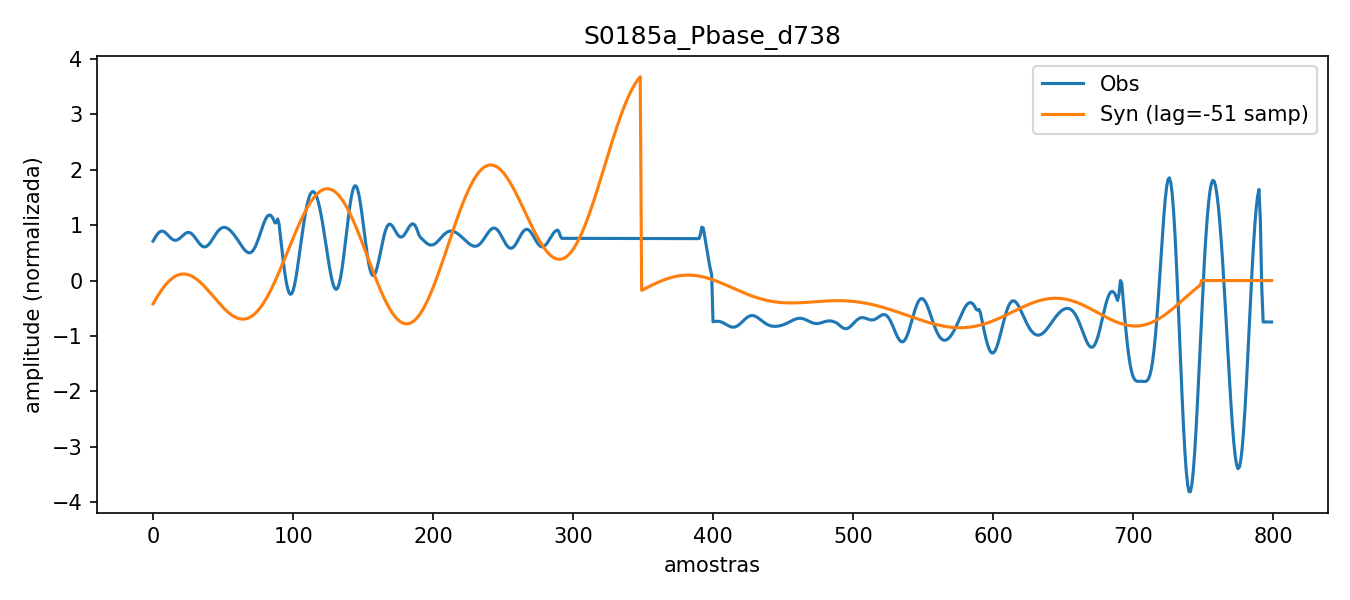 S0185a_Pbase_d738
Obs
Syn (lag=-51 samp)
amplitude (normalizada)
4
3
2
1
0
−1
−2
−3
−4
0 100 200 300 400 500 600 700 800
amostras